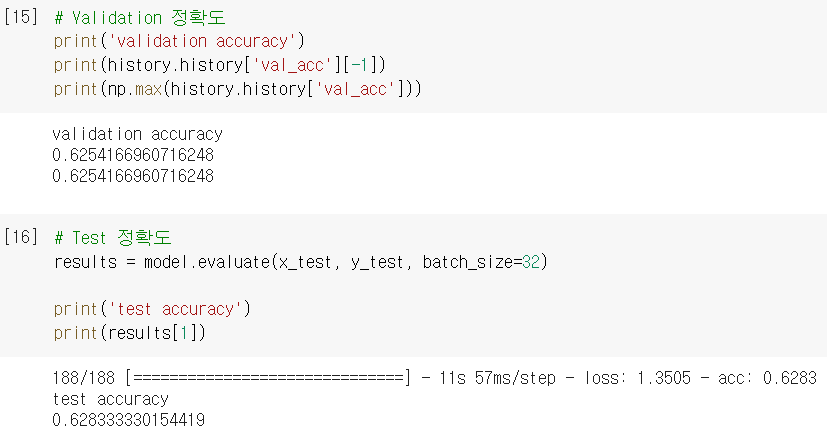 [15] # Validation 정확도
print('validation accuracy')
print(history.history['val_acc'][-1])
print(np.max(history.history['val_acc']))
validation accuracy
0.6254166960716248
0.6254166960716248
[16] # Test 정확도
results = model.evaluate(x_test, y_test, batch_size=32)
print('test accuracy')
print(results[1])
188/188 [==============================] - 11s 57ms/step - loss: 1.3505 - acc: 0.6283
test accuracy
0.628333330154419